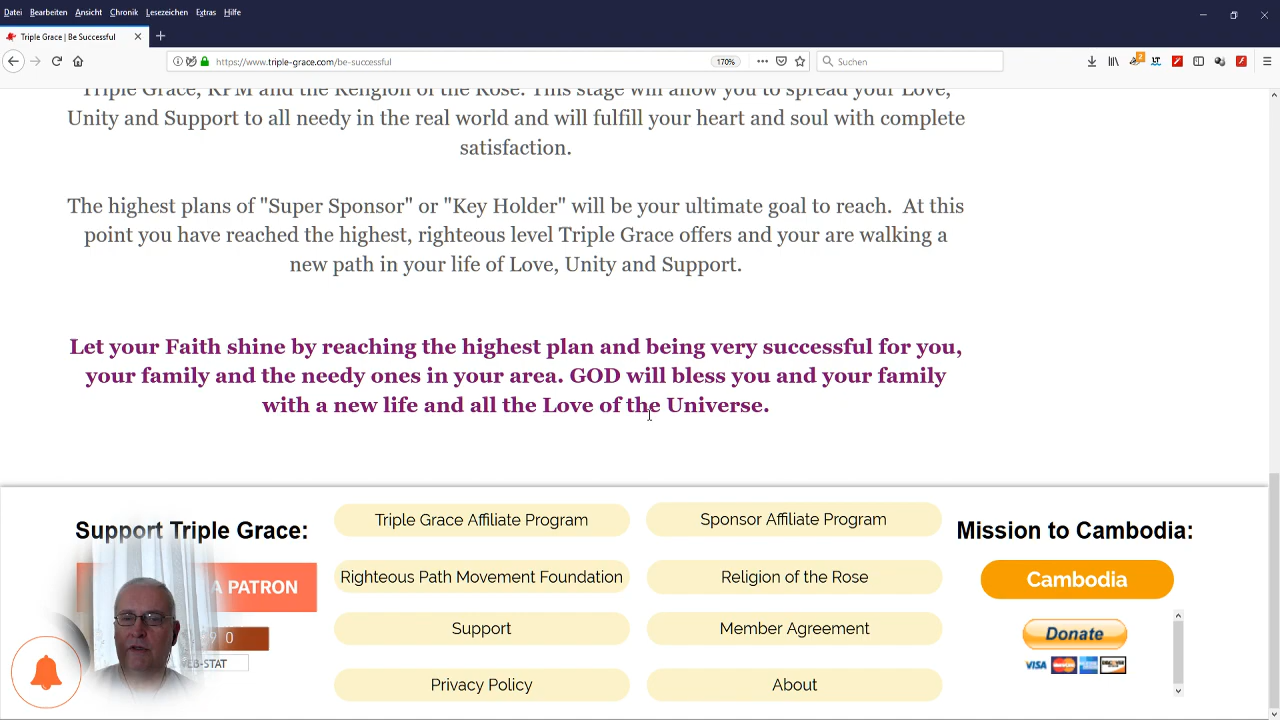 Datei Bearbeiten Ansicht Chronik Lesezeichen Extras Hilfe
Triple Grace | Be Successful
https://www.triple-grace.com/be-successful
170%
Suchen
Triple Grace, RPM and the Religion of the Rose. This stage will allow you to spread your Love,
Unity and Support to all needy in the real world and will fulfill your heart and soul with complete
satisfaction.
The highest plans of "Super Sponsor" or "Key Holder" will be your ultimate goal to reach. At this
point you have reached the highest, righteous level Triple Grace offers and your are walking a
new path in your life of Love, Unity and Support.
Let your Faith shine by reaching the highest plan and being very successful for you,
your family and the needy ones in your area. GOD will bless you and your family
with a new life and all the Love of the Universe.
Support Triple Grace:
A PATRON
9 0
EB-STAT
Triple Grace Affiliate Program
Sponsor Affiliate Program
Righteous Path Movement Foundation
Religion of the Rose
Support
Member Agreement
Privacy Policy
About
Mission to Cambodia:
Cambodia
Donate
VISA